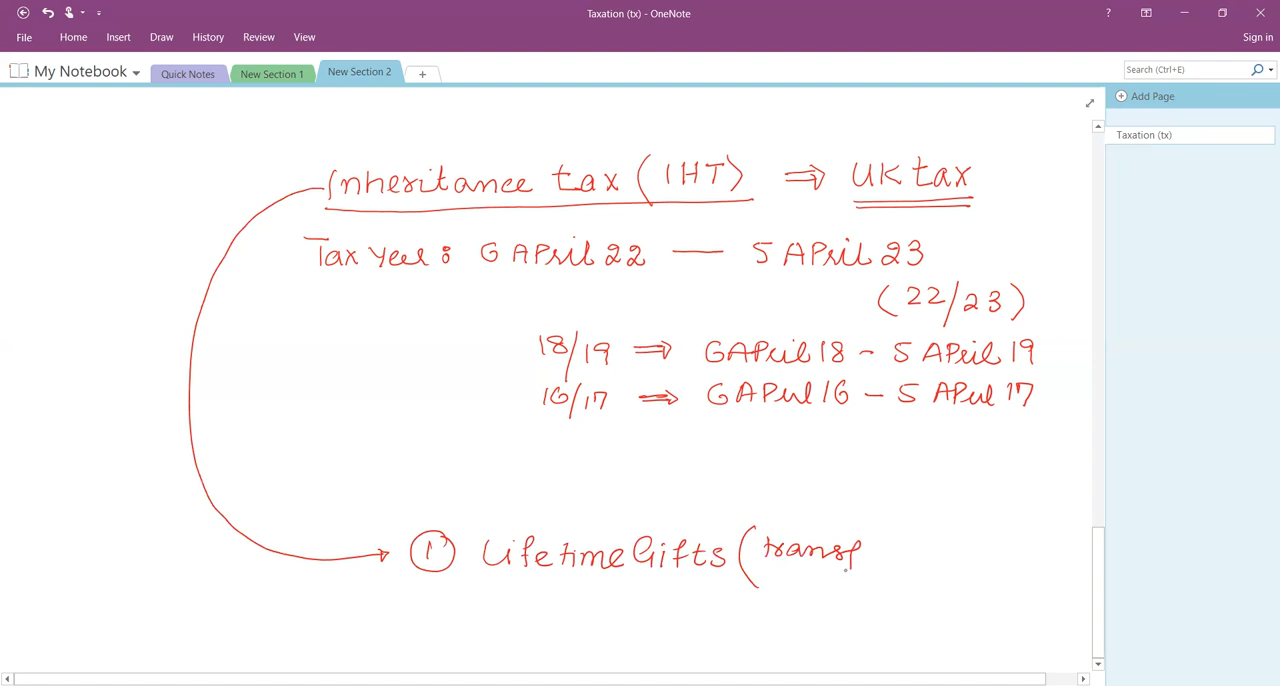 Taxation (tx) - OneNote
?
File Home Insert Draw History Review View
Sign in
My Notebook Quick Notes New Section 1 New Section 2 +
Search (Ctrl+E)
Add Page
Taxation (tx)
Inheritance tax (IHT) ⇒ UK tax
Tax year : 6 April 22 — 5 April 23
(22/23)
18/19 ⇒ 6 April 18 - 5 April 19
16/17 ⇒ 6 April 16 - 5 April 17
① Lifetime Gifts (transf